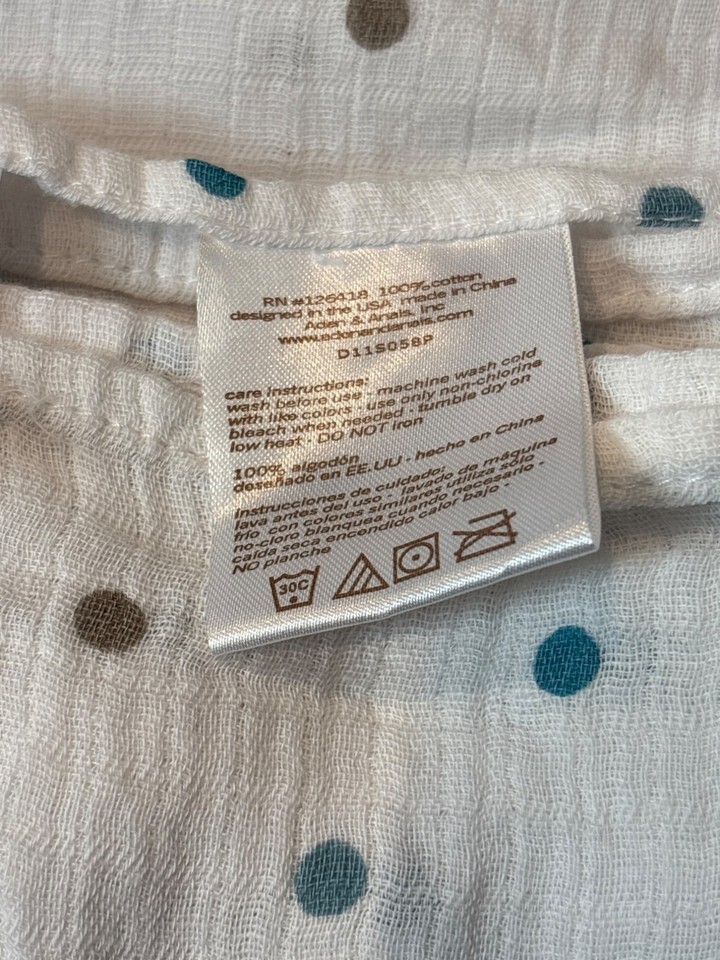 RN #126418 100% cotton
designed in the USA made in China
Aden & Anais, Inc
www.adenandanais.com
D11S058P
care instructions:
wash before use · machine wash cold
with like colors · use only non-chlorine
bleach when needed · tumble dry on
low heat · DO NOT iron
100% algodón
deseñado en EE.UU · hecho en China
instrucciones de cuidado:
lava antes del uso · lavado de máquina
frío con colores similares utiliza sólo
no-cloro blanquea cuando necesario ·
caída seca encendido calor bajo ·
NO planche
30C